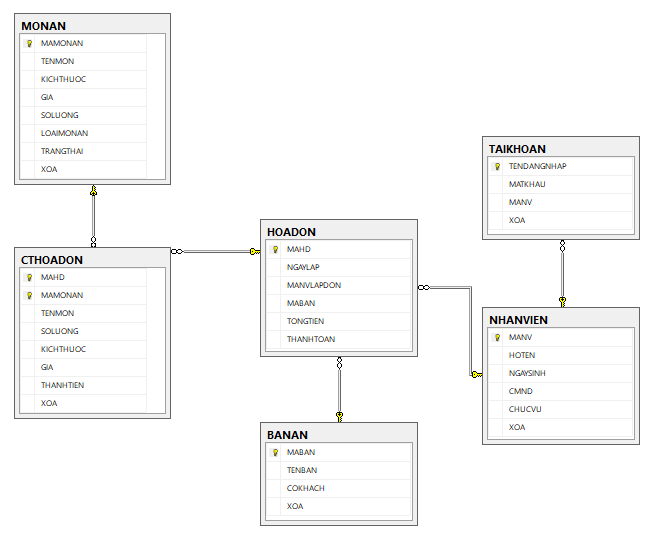 MONAN
MAMONAN
TENMON
KICHTHUOC
GIA
SOLUONG
LOAIMONAN
TRANGTHAI
XOA
CTHOADON
MAHD
MAMONAN
TENMON
SOLUONG
KICHTHUOC
GIA
THANHTIEN
XOA
HOADON
MAHD
NGAYLAP
MANVLAPDON
MABAN
TONGTIEN
THANHTOAN
BANAN
MABAN
TENBAN
COKHACH
XOA
TAIKHOAN
TENDANGNHAP
MATKHAU
MANV
XOA
NHANVIEN
MANV
HOTEN
NGAYSINH
CMND
CHUCVU
XOA